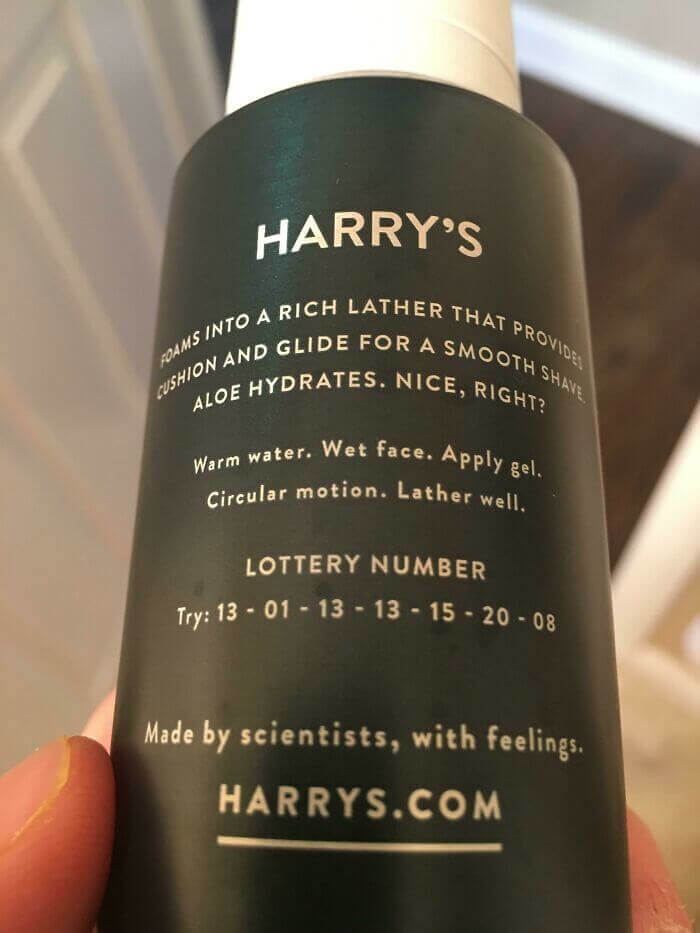 HARRY'S
FOAMS INTO A RICH LATHER THAT PROVIDES
CUSHION AND GLIDE FOR A SMOOTH SHAVE.
ALOE HYDRATES. NICE, RIGHT?
Warm water. Wet face. Apply gel.
Circular motion. Lather well.
LOTTERY NUMBER
Try: 13 - 01 - 13 - 13 - 15 - 20 - 08
Made by scientists, with feelings.
HARRYS.COM